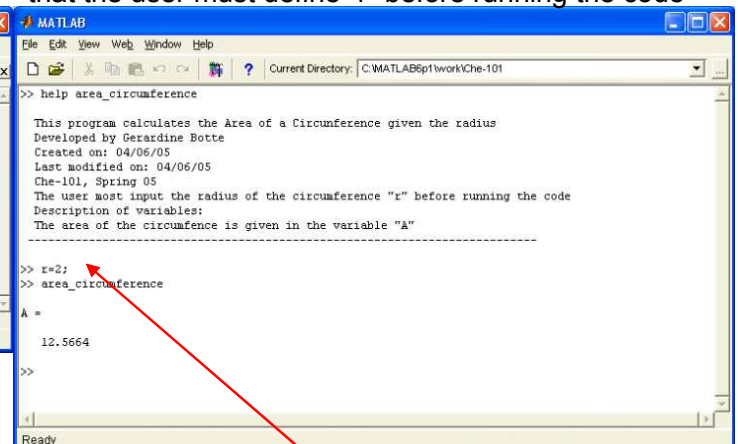 that the user must define "r" before running the code
MATLAB
File Edit View Web Window Help
? Current Directory: C:\MATLAB6p1\work\Che-101 ...
>> help area_circumference
This program calculates the Area of a Circunference given the radius
Developed by Gerardine Botte
Created on: 04/06/05
Last modified on: 04/06/05
Che-101, Spring 05
The user most input the radius of the circumference "r" before running the code
Description of variables:
The area of the circumfence is given in the variable "A"
-------------------------------------------------------------------------
>> r=2;
>> area_circumference
A =
12.5664
>>
Ready